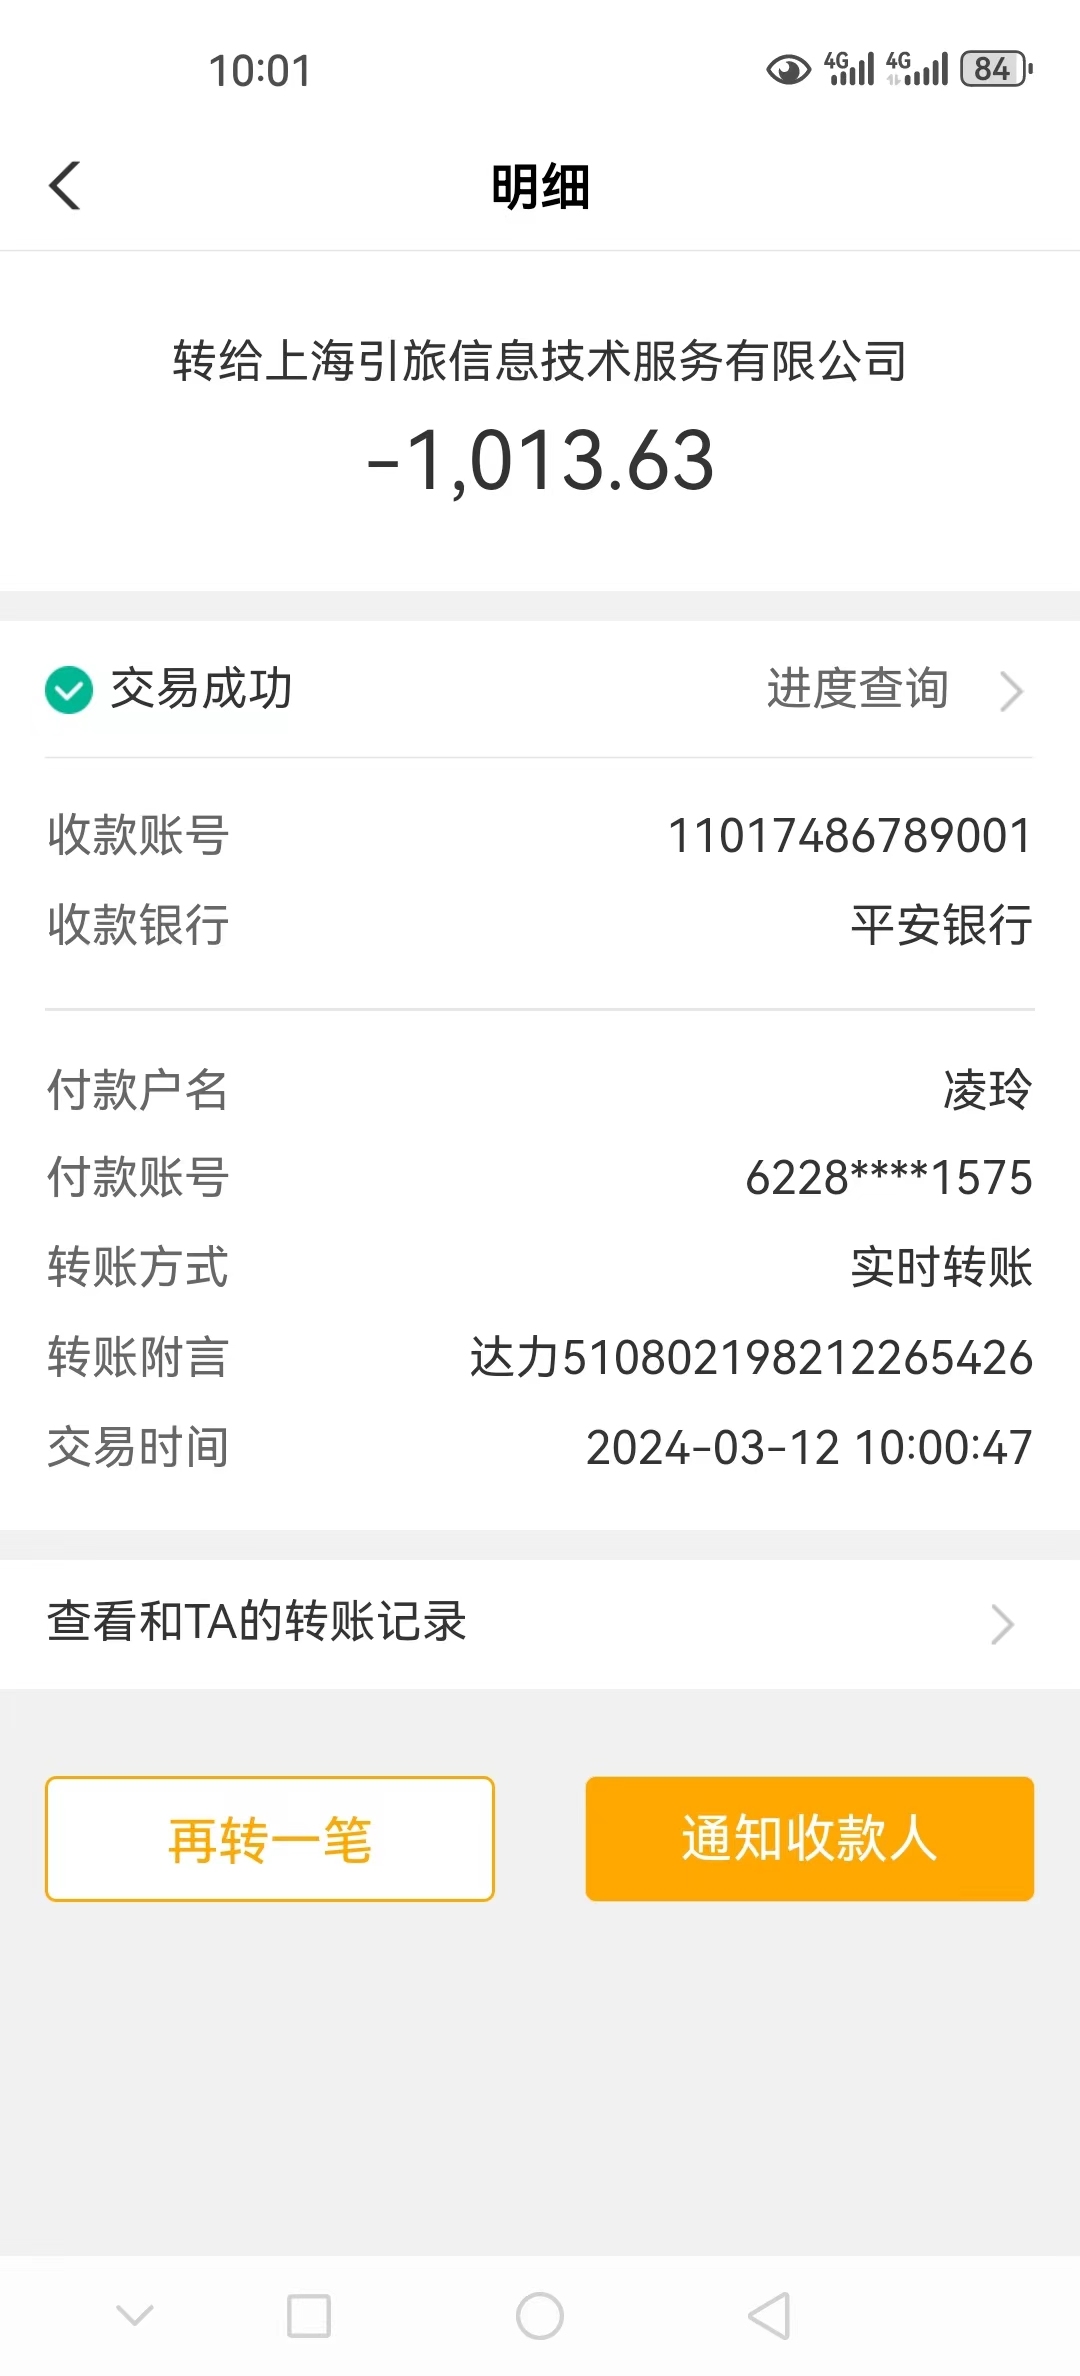 10:01
4G 4G 84
明细
转给上海引旅信息技术服务有限公司
-1,013.63
交易成功 进度查询
收款账号 11017486789001
收款银行 平安银行
付款户名 凌玲
付款账号 6228****1575
转账方式 实时转账
转账附言 达力510802198212265426
交易时间 2024-03-12 10:00:47
查看和TA的转账记录
再转一笔 通知收款人